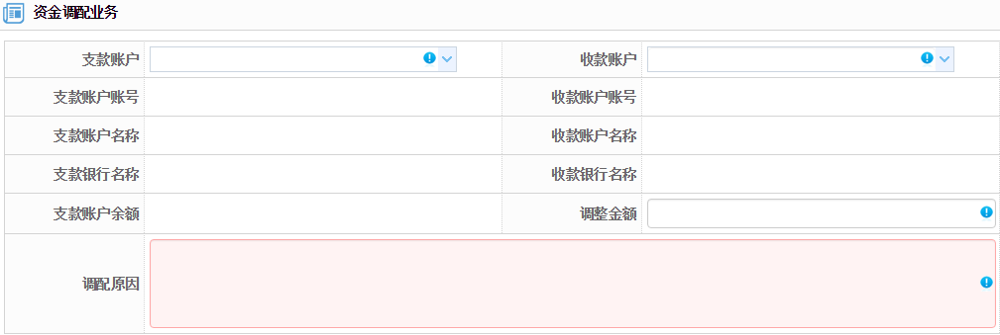 资金调配业务
支款账户 收款账户
支款账户账号 收款账户账号
支款账户名称 收款账户名称
支款银行名称 收款银行名称
支款账户余额 调整金额
调配原因